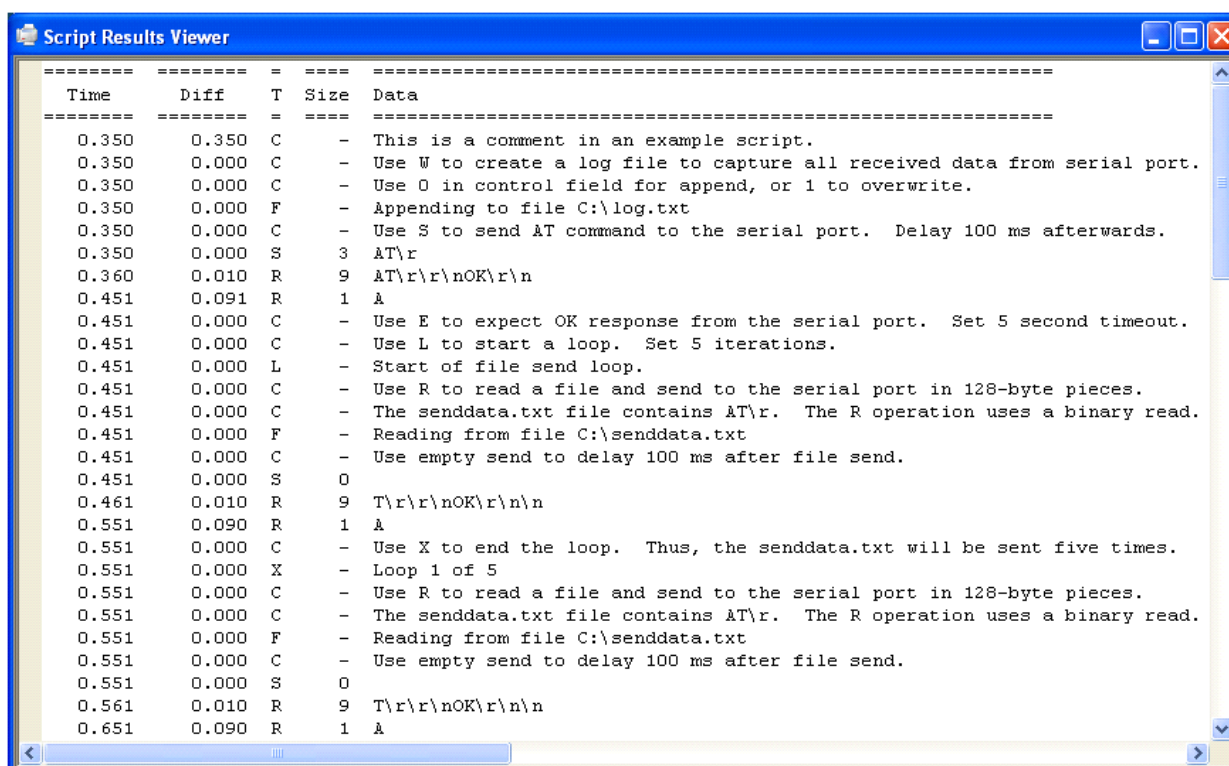 Script Results Viewer
======== ======== = ==== ============================================================
Time Diff T Size Data
======== ======== = ==== ============================================================
0.350 0.350 C - This is a comment in an example script.
0.350 0.000 C - Use W to create a log file to capture all received data from serial port.
0.350 0.000 C - Use 0 in control field for append, or 1 to overwrite.
0.350 0.000 F - Appending to file C:\log.txt
0.350 0.000 C - Use S to send AT command to the serial port.  Delay 100 ms afterwards.
0.350 0.000 S 3 AT\r
0.360 0.010 R 9 AT\r\r\nOK\r\n
0.451 0.091 R 1 A
0.451 0.000 C - Use E to expect OK response from the serial port.  Set 5 second timeout.
0.451 0.000 C - Use L to start a loop.  Set 5 iterations.
0.451 0.000 L - Start of file send loop.
0.451 0.000 C - Use R to read a file and send to the serial port in 128-byte pieces.
0.451 0.000 C - The senddata.txt file contains AT\r.  The R operation uses a binary read.
0.451 0.000 F - Reading from file C:\senddata.txt
0.451 0.000 C - Use empty send to delay 100 ms after file send.
0.451 0.000 S 0
0.461 0.010 R 9 T\r\r\nOK\r\n\n
0.551 0.090 R 1 A
0.551 0.000 C - Use X to end the loop.  Thus, the senddata.txt will be sent five times.
0.551 0.000 X - Loop 1 of 5
0.551 0.000 C - Use R to read a file and send to the serial port in 128-byte pieces.
0.551 0.000 C - The senddata.txt file contains AT\r.  The R operation uses a binary read.
0.551 0.000 F - Reading from file C:\senddata.txt
0.551 0.000 C - Use empty send to delay 100 ms after file send.
0.551 0.000 S 0
0.561 0.010 R 9 T\r\r\nOK\r\n\n
0.651 0.090 R 1 A